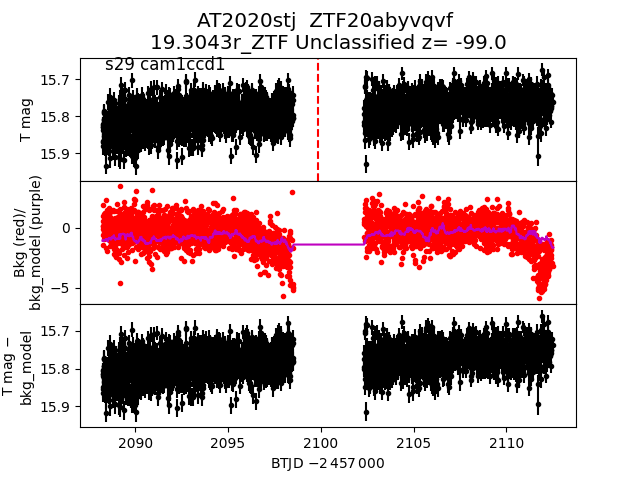 AT2020stj  ZTF20abyvqvf
19.3043r_ZTF Unclassified z= -99.0
s29 cam1ccd1
15.7
15.8
15.9
T mag
0
−5
Bkg (red)/
bkg_model (purple)
15.7
15.8
15.9
T mag −
bkg_model
2090 2095 2100 2105 2110
BTJD −2 457 000